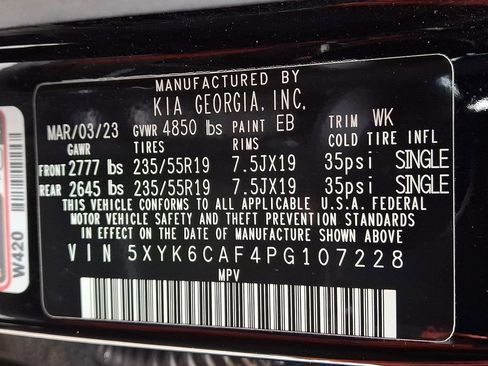 MANUFACTURED BY
KIA GEORGIA, INC.
MAR/03/23 GVWR 4850 lbs PAINT EB TRIM WK
GAWR TIRES RIMS COLD TIRE INFL
FRONT 2777 lbs 235/55R19 7.5JX19 35psi SINGLE
REAR 2645 lbs 235/55R19 7.5JX19 35psi SINGLE
THIS VEHICLE CONFORMS TO ALL APPLICABLE U.S.A. FEDERAL
MOTOR VEHICLE SAFETY AND THEFT PREVENTION STANDARDS
IN EFFECT ON THE DATE OF MANUFACTURE SHOWN ABOVE.
VIN 5XYK6CAF4PG107228
MPV
W420